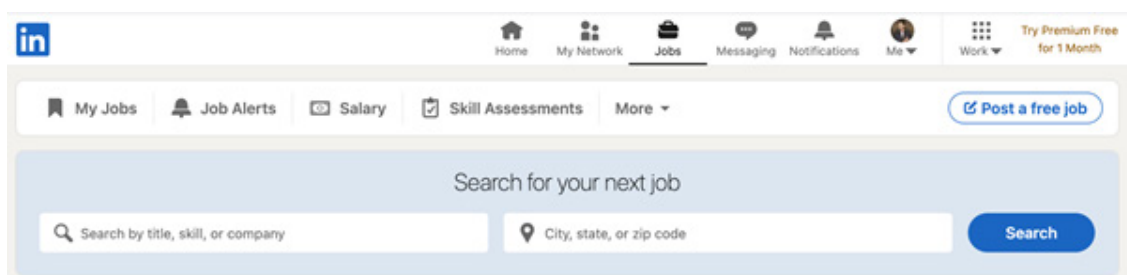 in
Home My Network Jobs Messaging Notifications Me Work Try Premium Free
for 1 Month
My Jobs Job Alerts Salary Skill Assessments More Post a free job
Search for your next job
Search by title, skill, or company City, state, or zip code Search